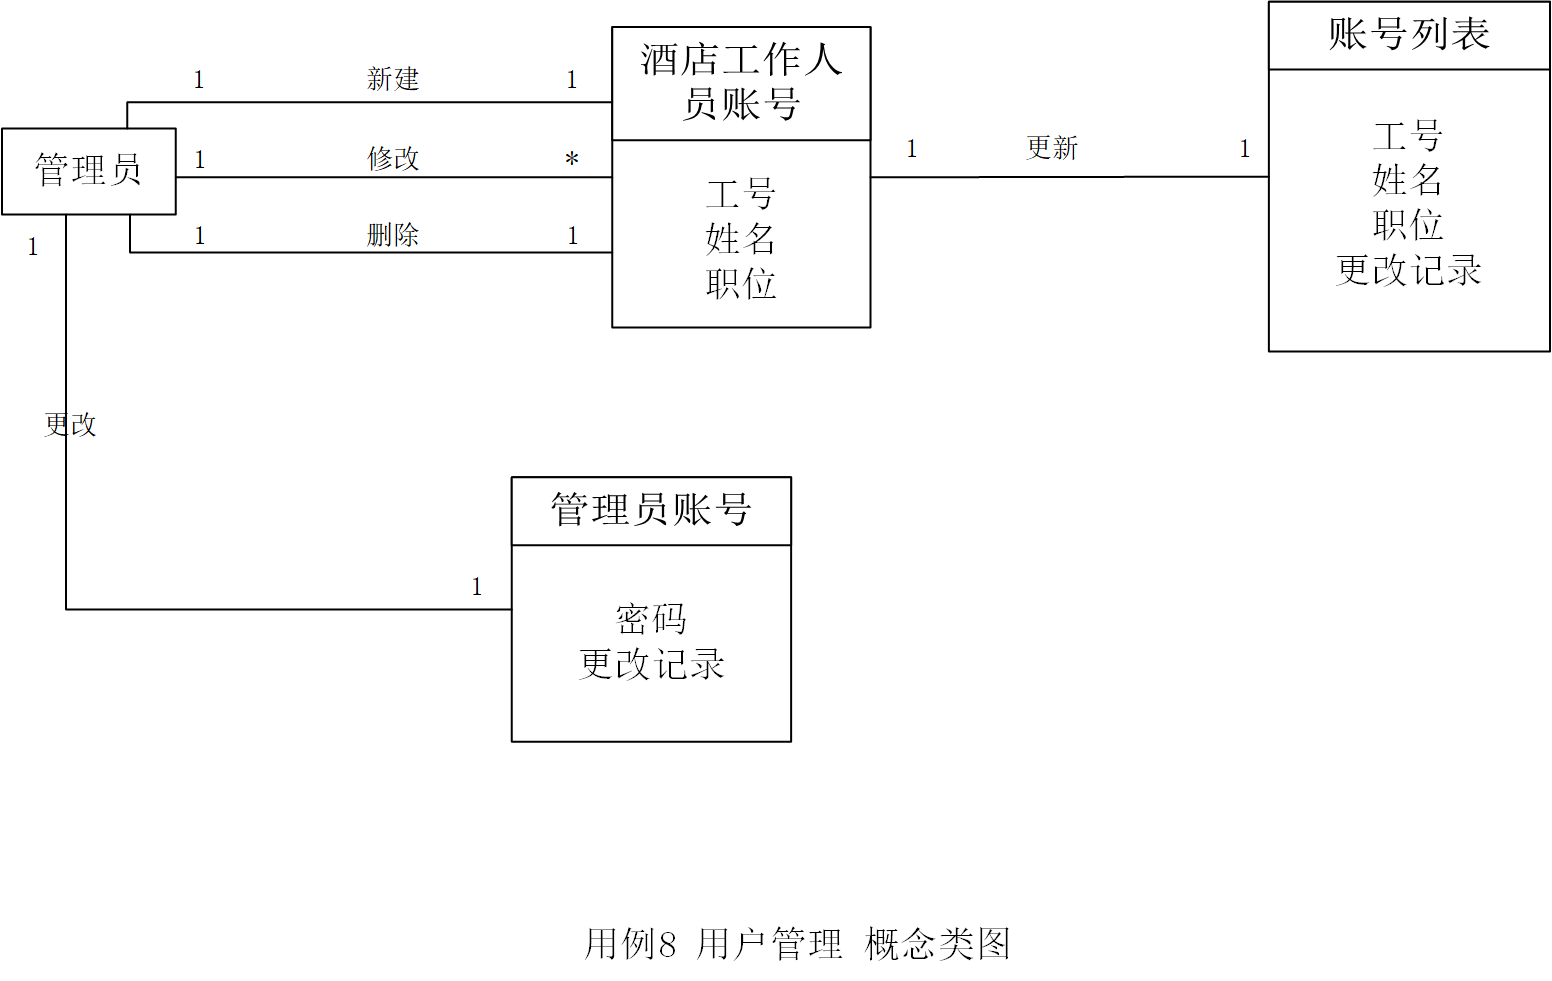 账号列表
工号
姓名
职位
更改记录
酒店工作人
员账号
工号
姓名
职位
1 新建 1
管理员
1 修改 *
1 删除 1
1 更新 1
1
更改
1
管理员账号
密码
更改记录
用例8 用户管理 概念类图